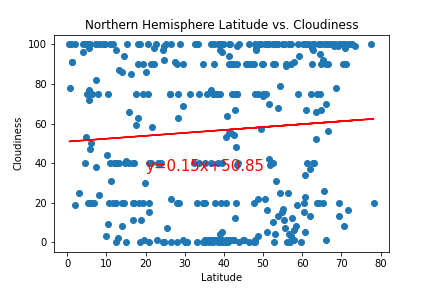 Northern Hemisphere Latitude vs. Cloudiness
100
80
60
40
20
0
Cloudiness
y=0.15x+50.85
0 10 20 30 40 50 60 70 80
Latitude